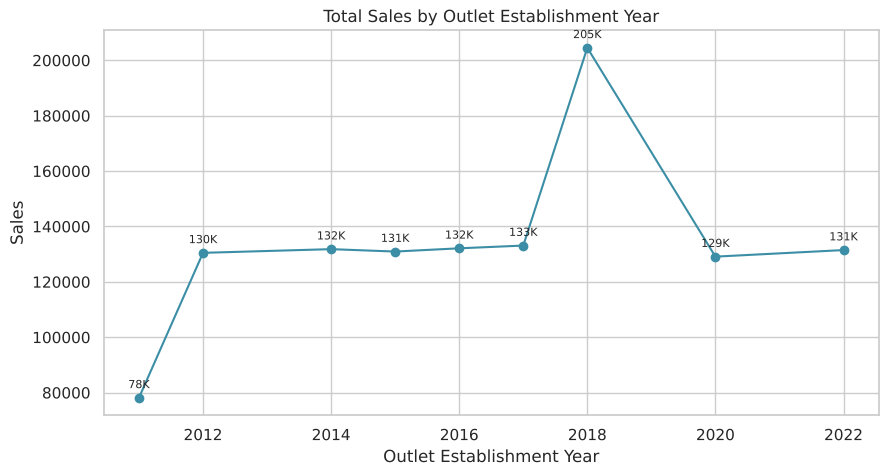 Total Sales by Outlet Establishment Year
205K
200000
180000
160000
140000
130K
132K
131K
132K
133K
129K
131K
120000
100000
78K
80000
Sales
2012 2014 2016 2018 2020 2022
Outlet Establishment Year